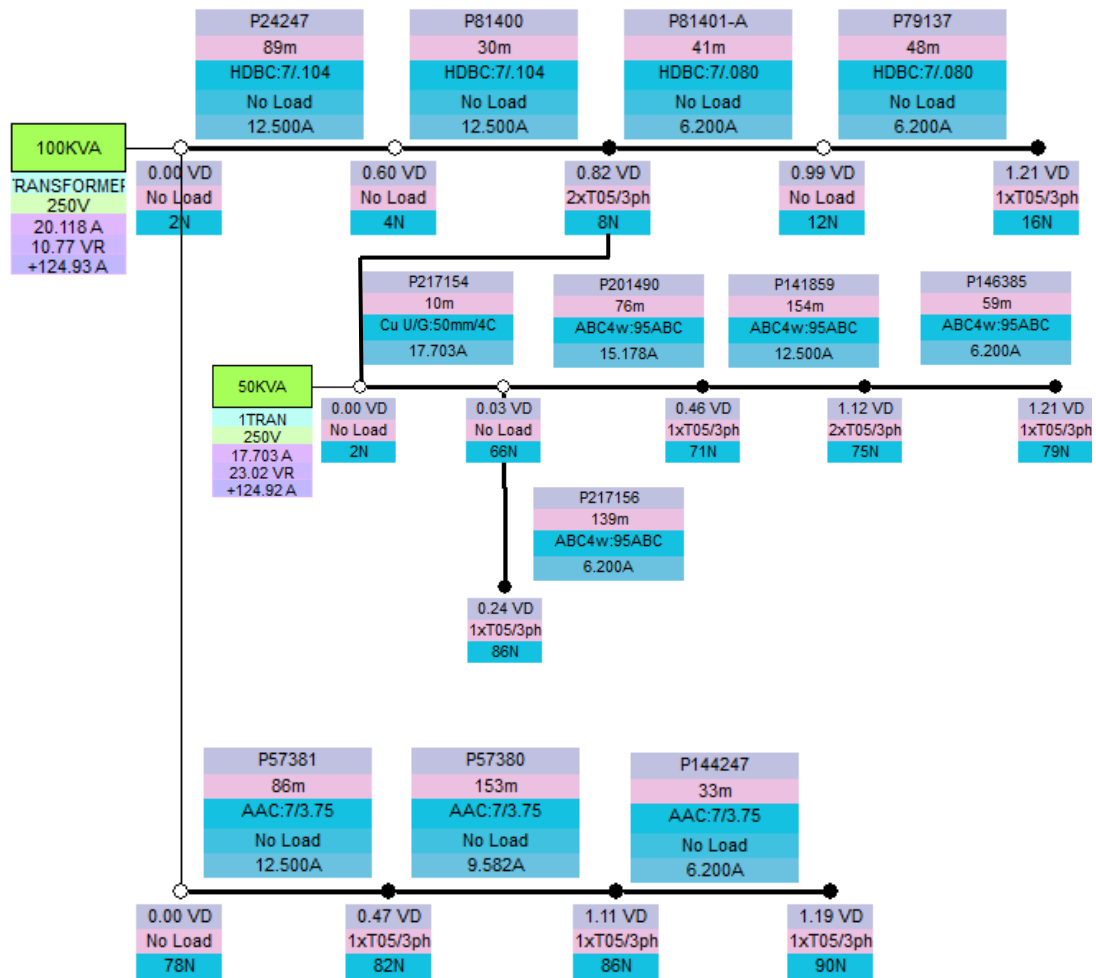 P24247
89m
HDBC:7/.104
No Load
12.500A
P81400
30m
HDBC:7/.104
No Load
12.500A
P81401-A
41m
HDBC:7/.080
No Load
6.200A
P79137
48m
HDBC:7/.080
No Load
6.200A
100KVA
TRANSFORMER
250V
20.118 A
10.77 VR
+124.93 A
0.00 VD
No Load
2N
0.60 VD
No Load
4N
0.82 VD
2xT05/3ph
8N
0.99 VD
No Load
12N
1.21 VD
1xT05/3ph
16N
P217154
10m
Cu U/G:50mm/4C
17.703A
P201490
76m
ABC4w:95ABC
15.178A
P141859
154m
ABC4w:95ABC
12.500A
P146385
59m
ABC4w:95ABC
6.200A
50KVA
1TRAN
250V
17.703 A
23.02 VR
+124.92 A
0.00 VD
No Load
2N
0.03 VD
No Load
66N
0.46 VD
1xT05/3ph
71N
1.12 VD
2xT05/3ph
75N
1.21 VD
1xT05/3ph
79N
P217156
139m
ABC4w:95ABC
6.200A
0.24 VD
1xT05/3ph
86N
P57381
86m
AAC:7/3.75
No Load
12.500A
P57380
153m
AAC:7/3.75
No Load
9.582A
P144247
33m
AAC:7/3.75
No Load
6.200A
0.00 VD
No Load
78N
0.47 VD
1xT05/3ph
82N
1.11 VD
1xT05/3ph
86N
1.19 VD
1xT05/3ph
90N